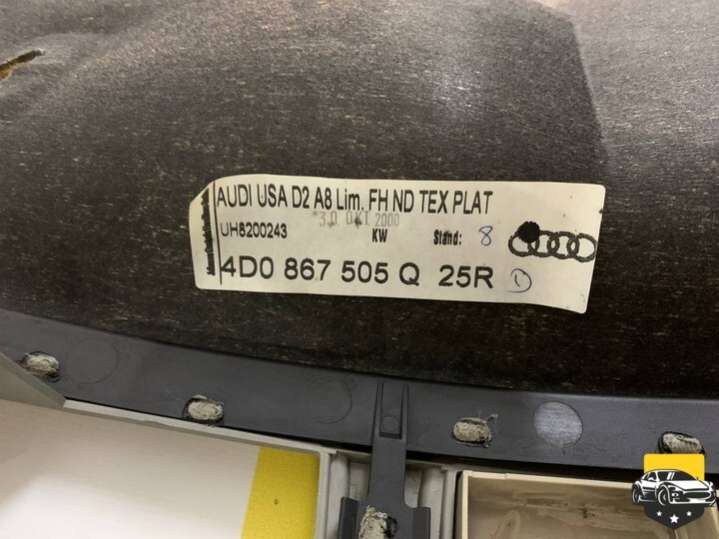 AUDI USA D2 A8 Lim. FH ND TEX PLAT
*30. OKT. 2000
UH8200243 KW Stand: 8
4D0 867 505 Q 25R D